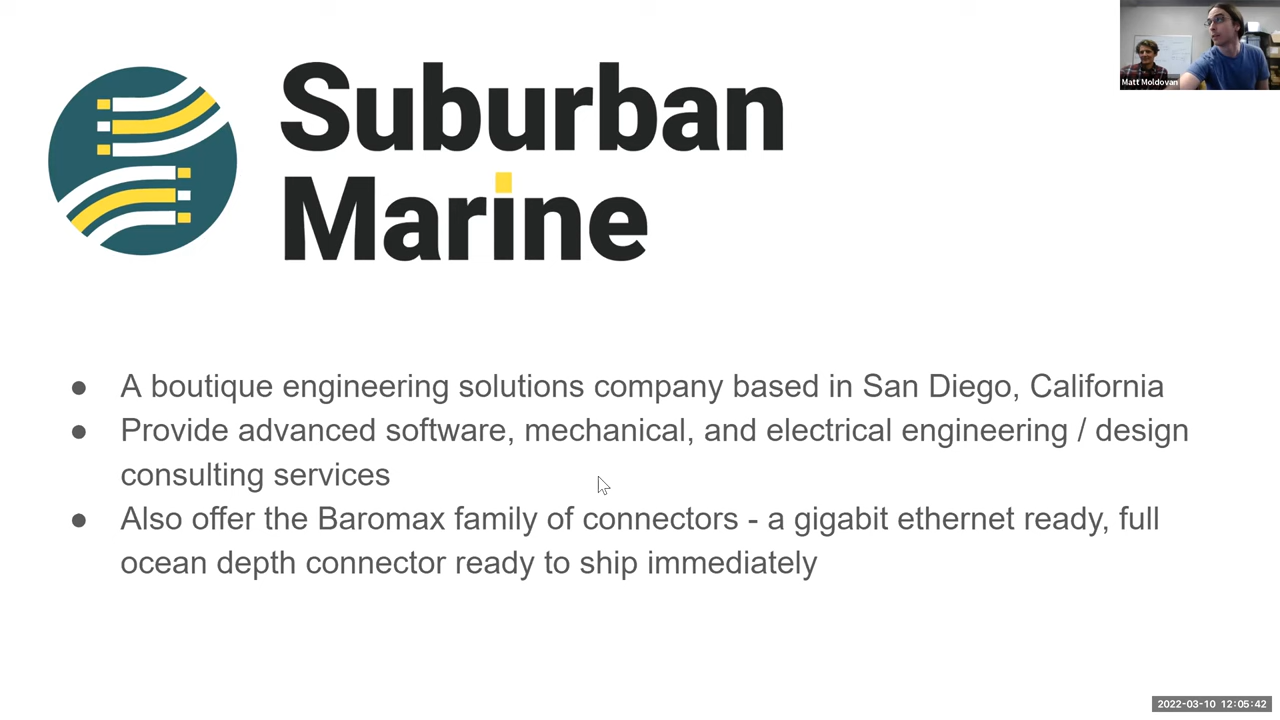 Suburban
Marine
Matt Moldovan
● A boutique engineering solutions company based in San Diego, California
● Provide advanced software, mechanical, and electrical engineering / design
consulting services
● Also offer the Baromax family of connectors - a gigabit ethernet ready, full
ocean depth connector ready to ship immediately
2022-03-10 12:05:42